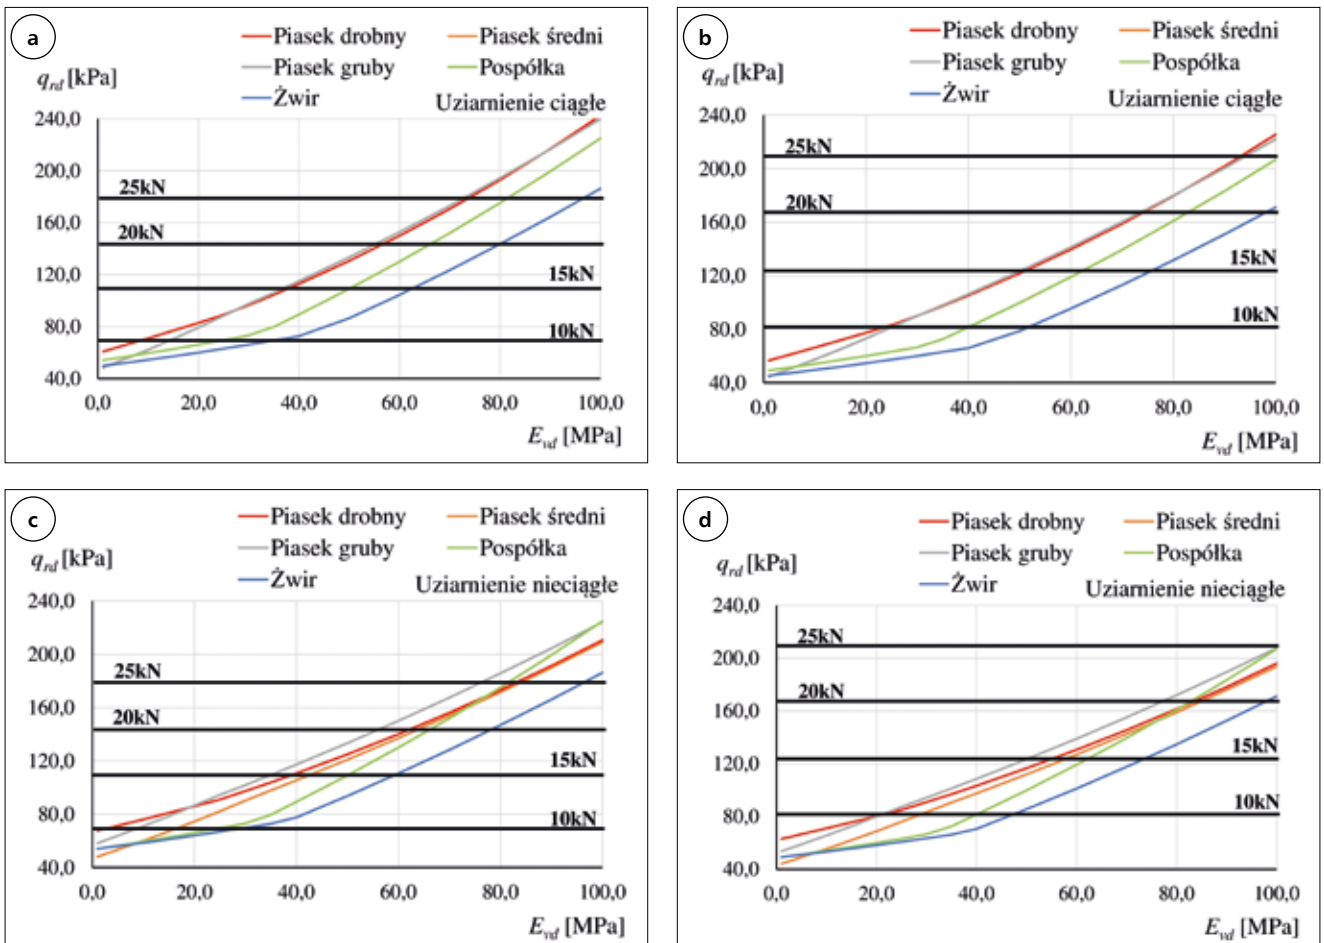 a
Piasek drobny Piasek średni
q_rd [kPa] Piasek gruby Pospółka
Żwir Uziarnienie ciągłe
240,0
200,0
25kN
160,0
20kN
120,0 15kN
80,0 10kN
40,0
0,0 20,0 40,0 60,0 80,0 100,0
E_vd [MPa]
b
Piasek drobny Piasek średni
q_rd [kPa] Piasek gruby Pospółka
Żwir Uziarnienie ciągłe
240,0
25kN
200,0
20kN
160,0
15kN
120,0
10kN
80,0
40,0
0,0 20,0 40,0 60,0 80,0 100,0
E_vd [MPa]
c
Piasek drobny Piasek średni
q_rd [kPa] Piasek gruby Pospółka
Żwir Uziarnienie nieciągłe
240,0
200,0
25kN
160,0
20kN
120,0 15kN
80,0 10kN
40,0
0,0 20,0 40,0 60,0 80,0 100,0
E_vd [MPa]
d
Piasek drobny Piasek średni
q_rd [kPa] Piasek gruby Pospółka
Żwir Uziarnienie nieciągłe
240,0
25kN
200,0
20kN
160,0
15kN
120,0
10kN
80,0
40,0
0,0 20,0 40,0 60,0 80,0 100,0
E_vd [MPa]